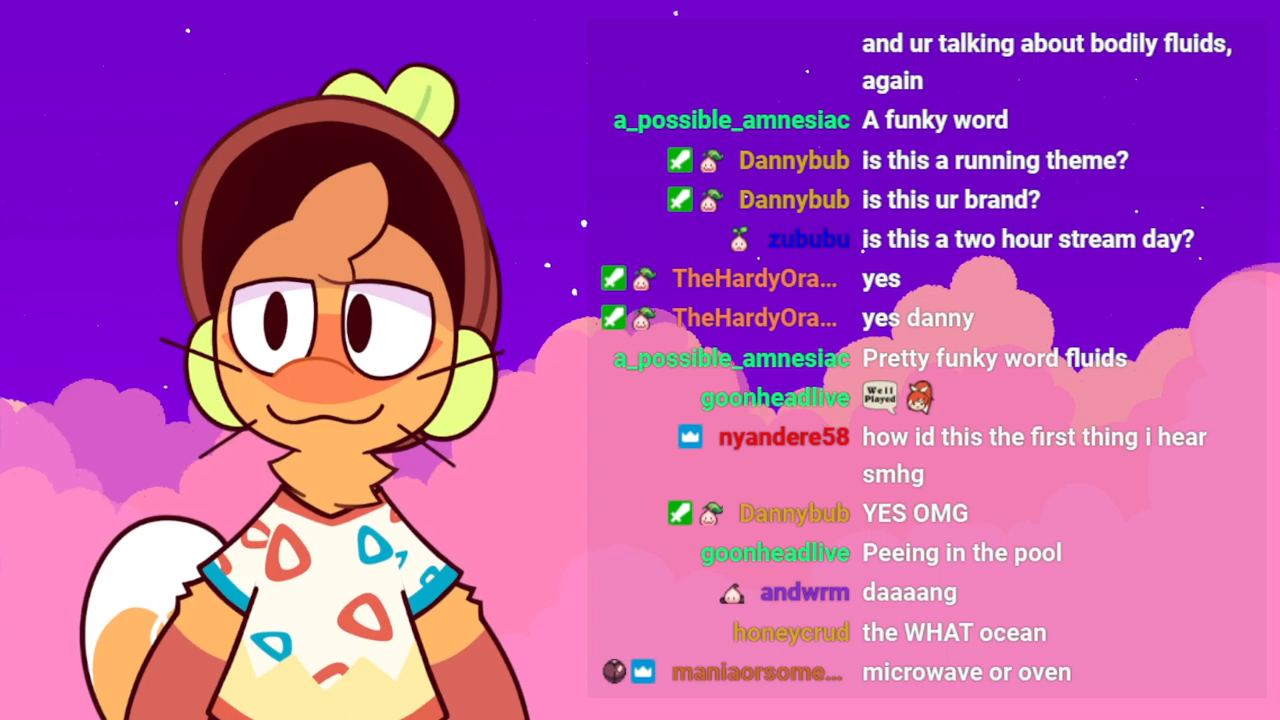 and ur talking about bodily fluids,
again
a_possible_amnesiac A funky word
Dannybub is this a running theme?
Dannybub is this ur brand?
zububu is this a two hour stream day?
TheHardyOra... yes
TheHardyOra... yes danny
a_possible_amnesiac Pretty funky word fluids
goonheadlive Well Played
nyandere58 how id this the first thing i hear
smhg
Dannybub YES OMG
goonheadlive Peeing in the pool
andwrm daaaang
honeycrud the WHAT ocean
maniaorsome... microwave or oven